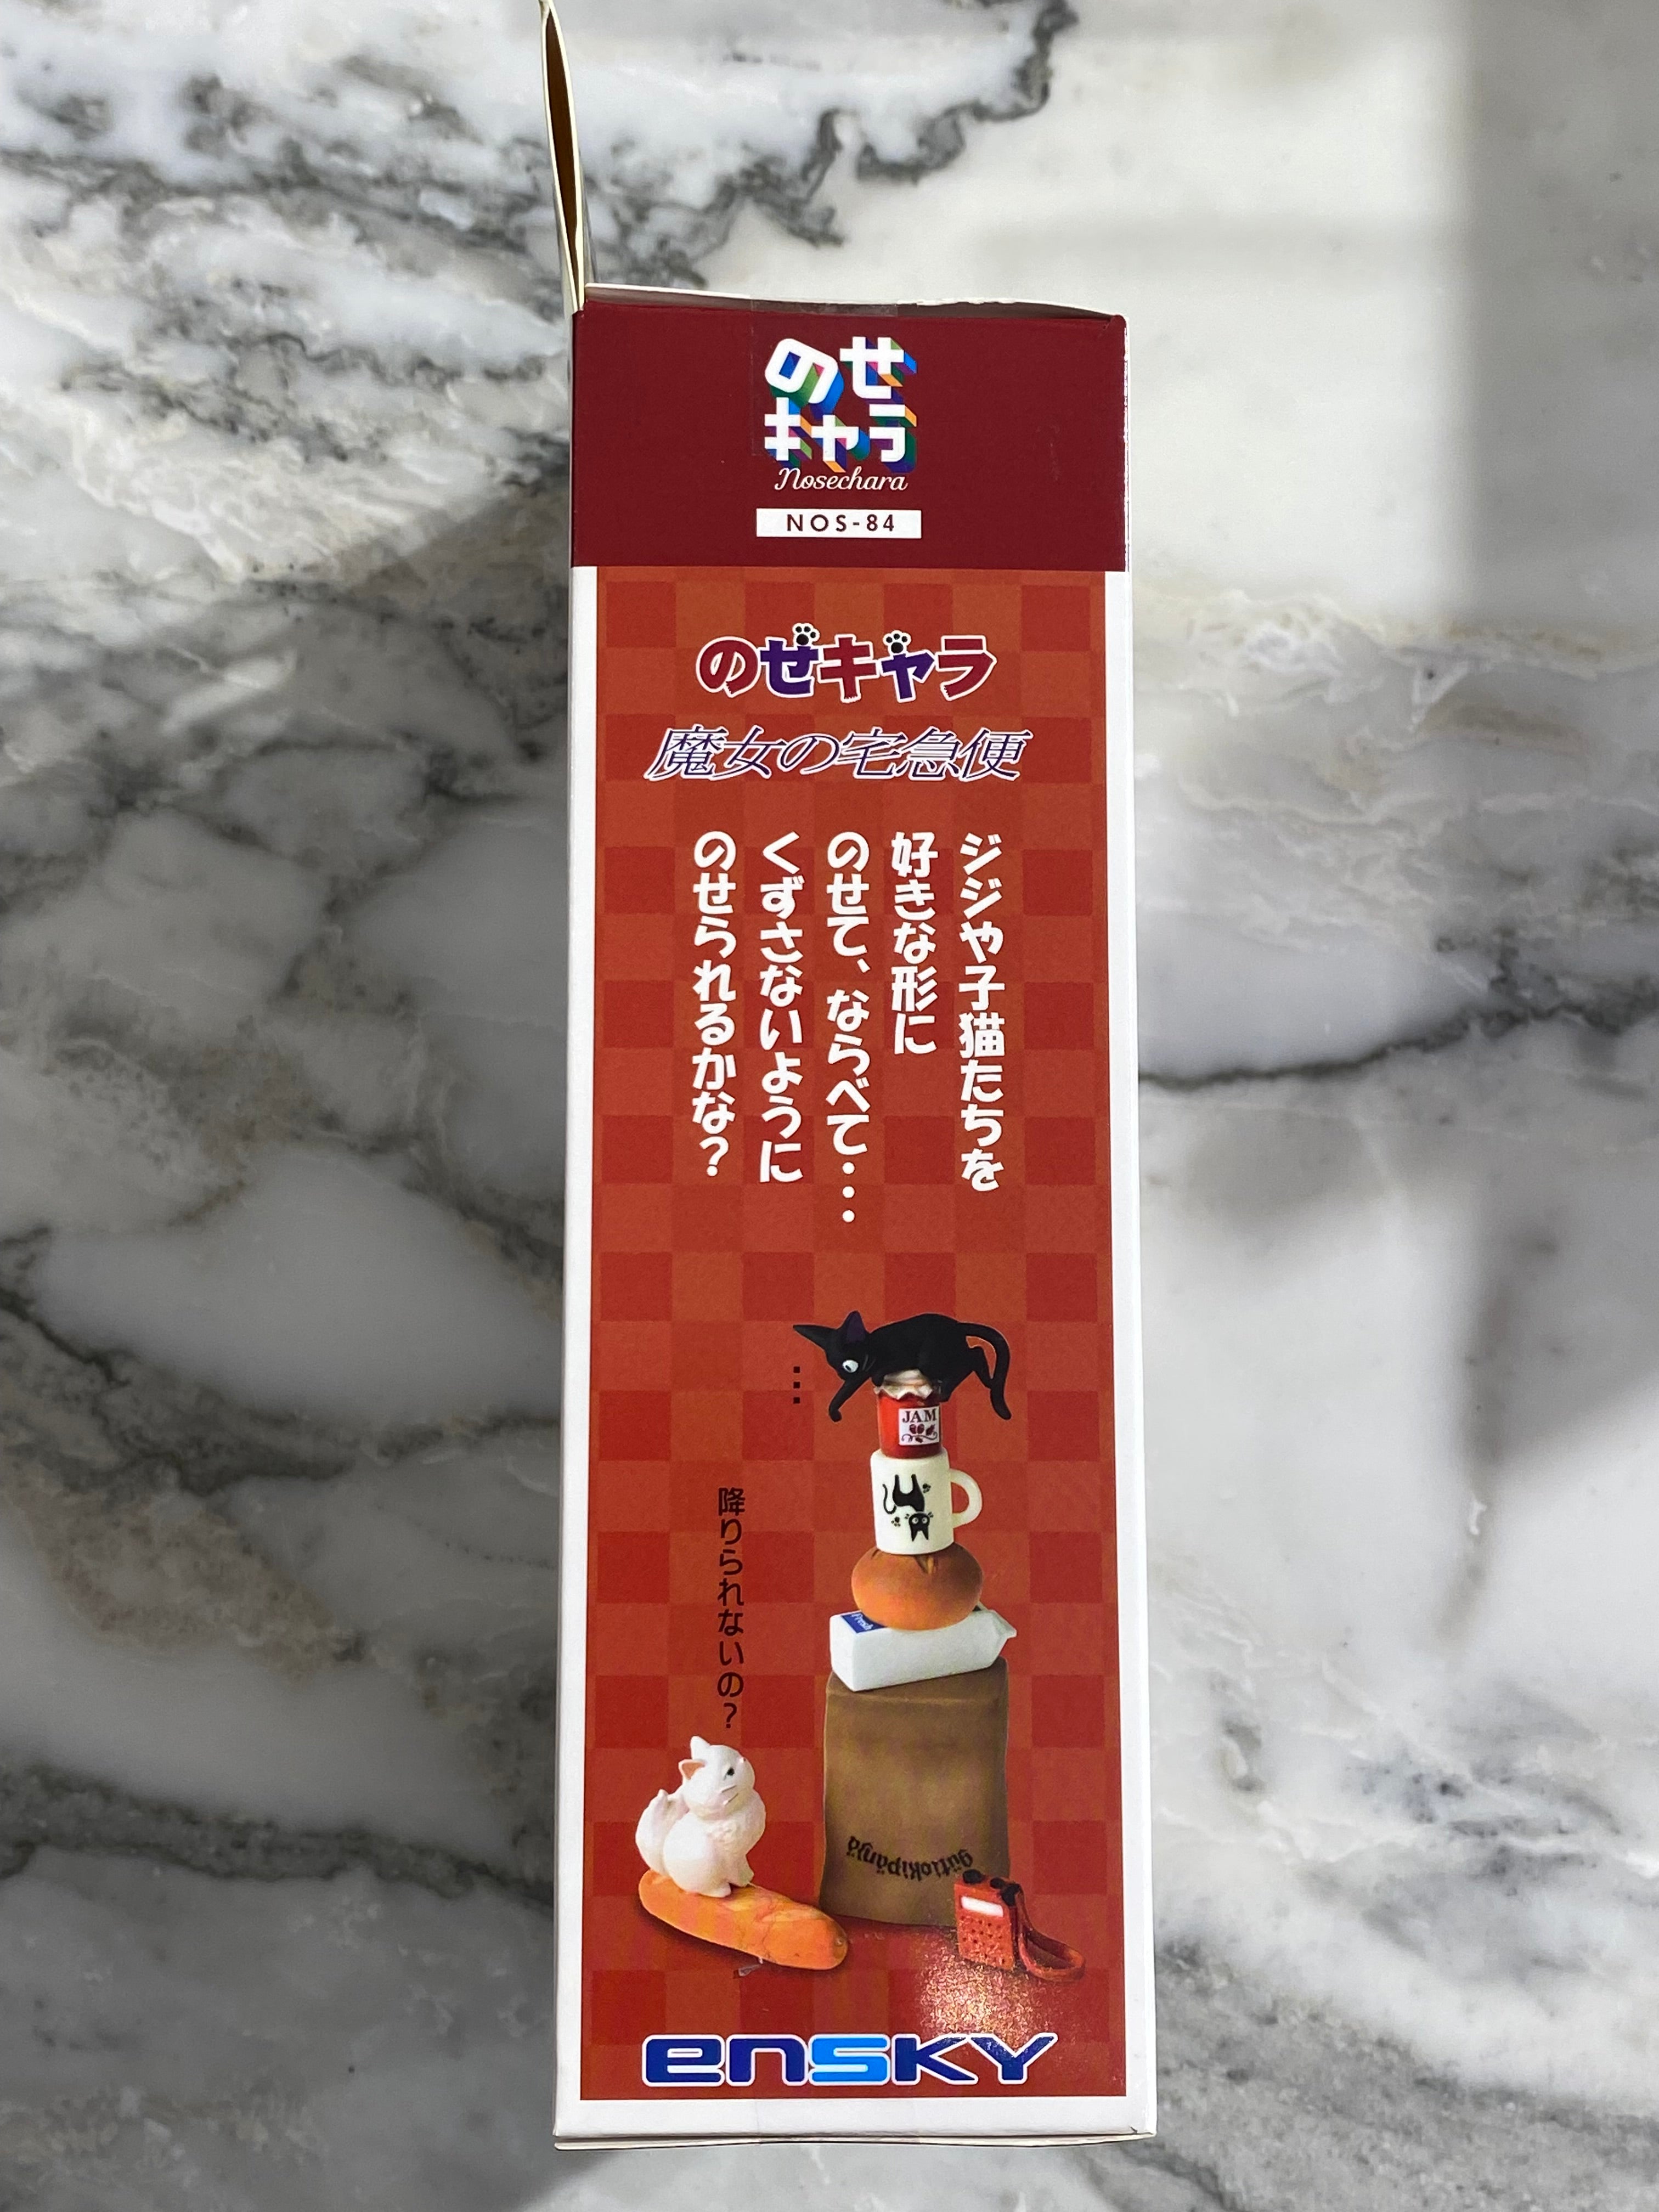 のせ
キャラ
Nosechara
NOS-84
のせキャラ
魔女の宅急便
ジジや子猫たちを
好きな形に
のせて、ならべて・・・
くずさないように
のせられるかな？
・・・
JAM
降りられないの？
Fresh
gütiokipänjä
ensky